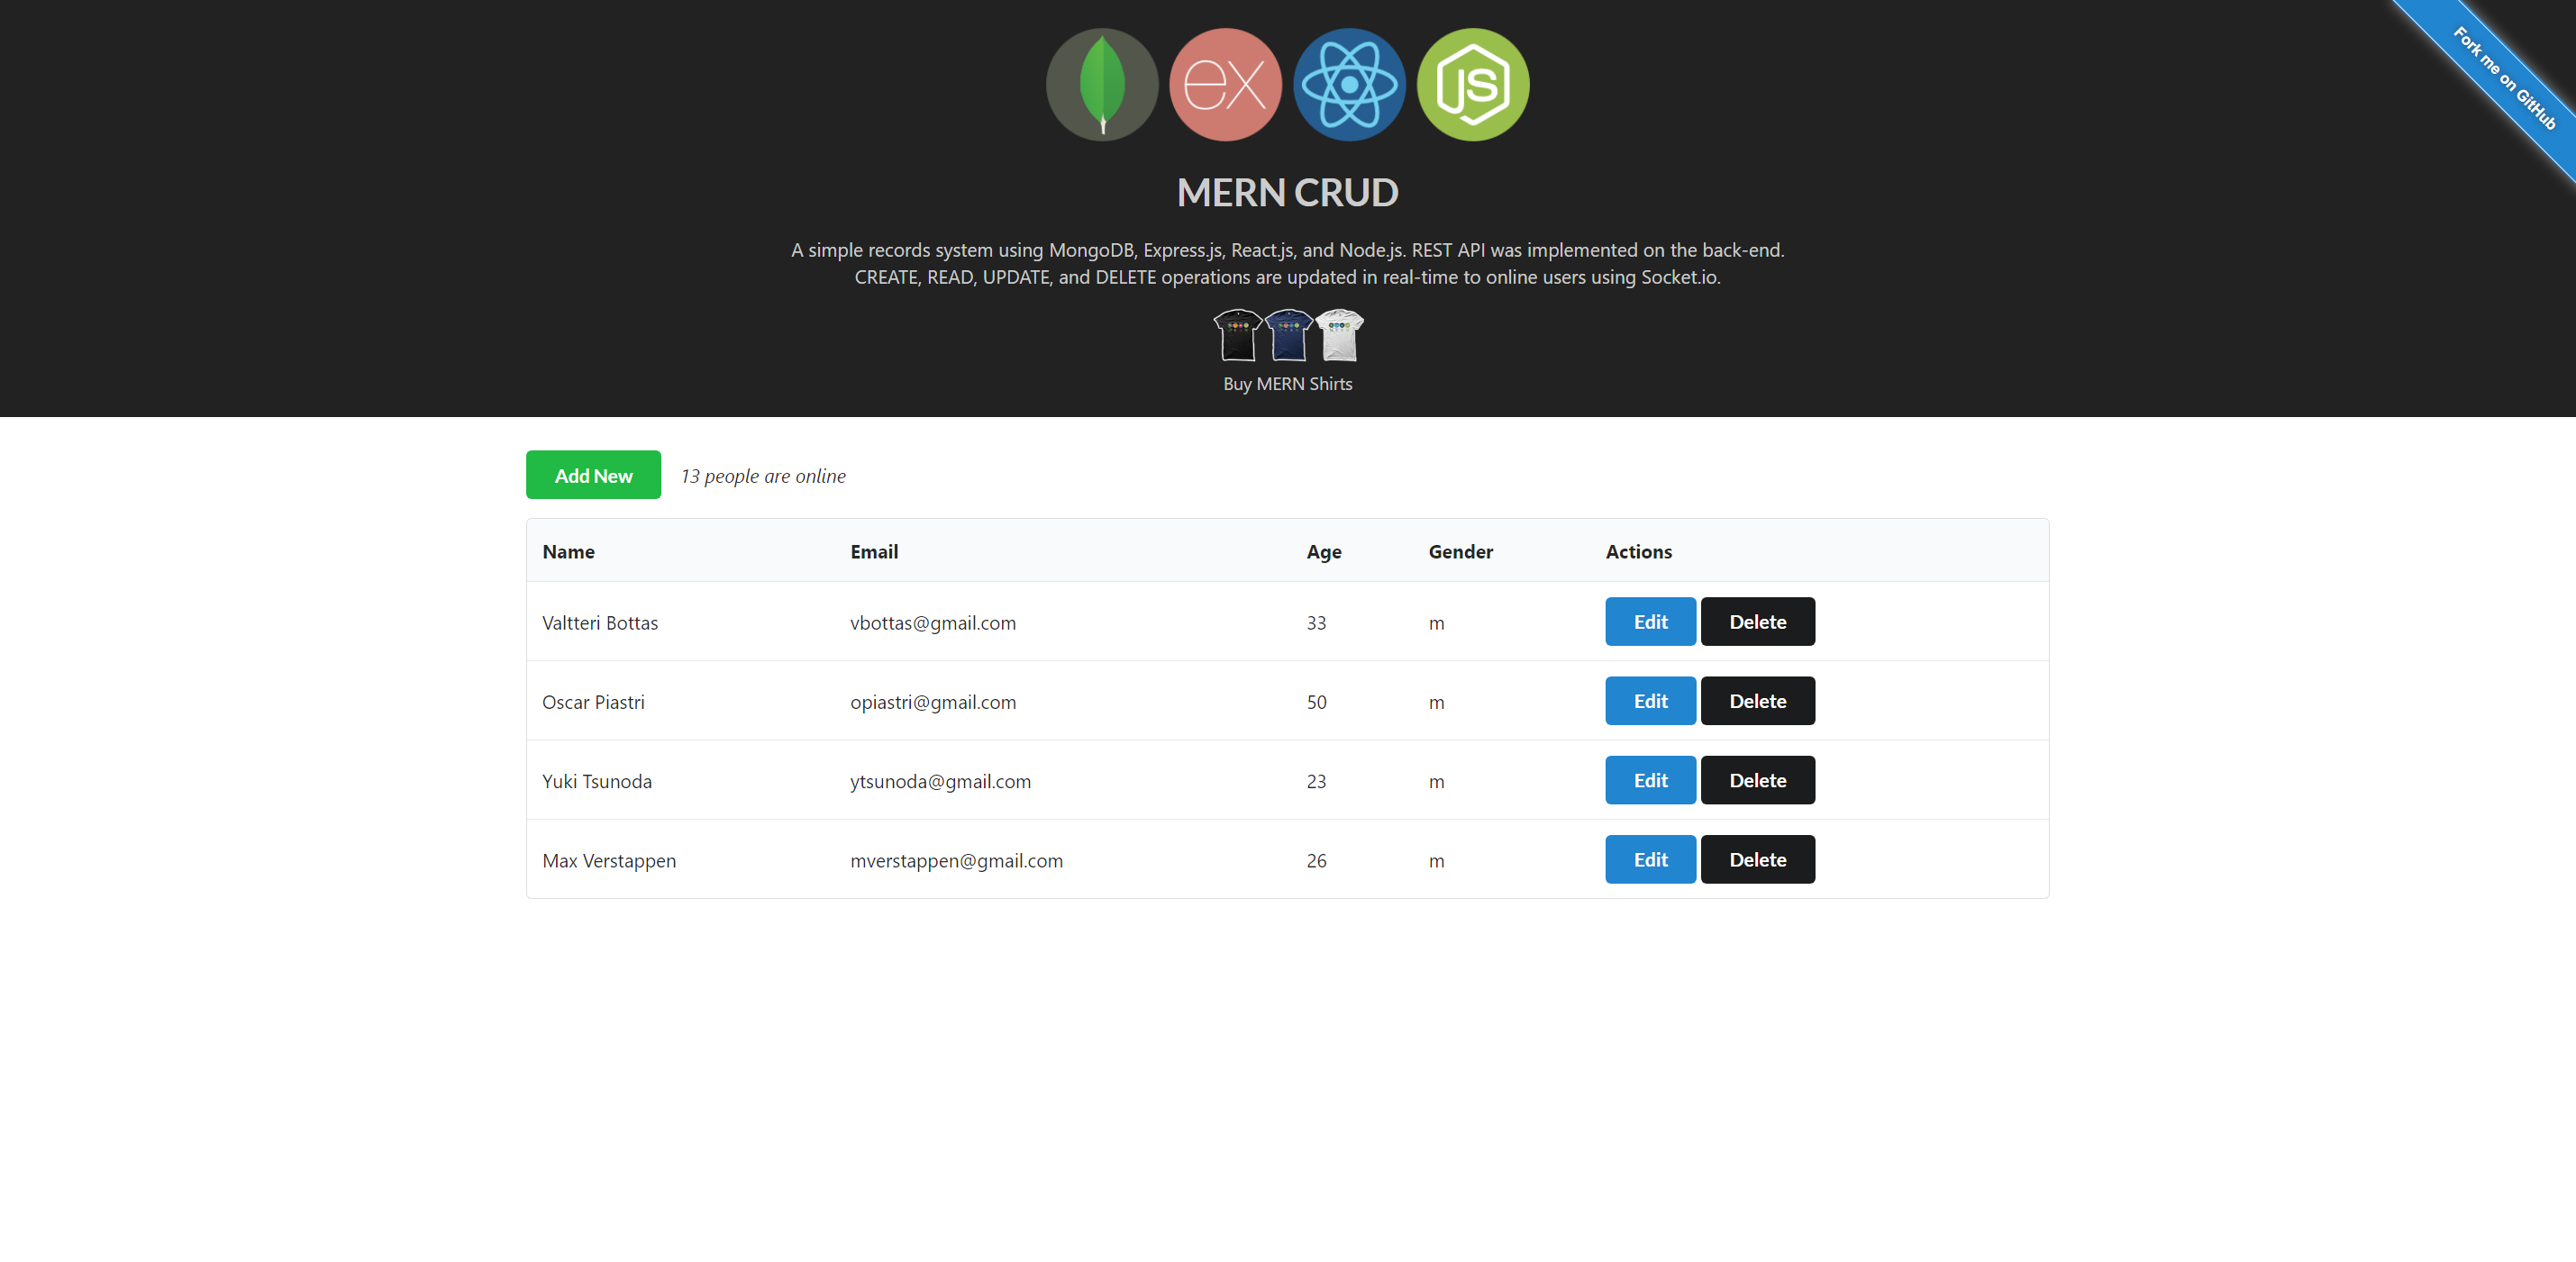 ex
JS
Fork me on GitHub
MERN CRUD
A simple records system using MongoDB, Express.js, React.js, and Node.js. REST API was implemented on the back-end.
CREATE, READ, UPDATE, and DELETE operations are updated in real-time to online users using Socket.io.
Buy MERN Shirts
Add New 13 people are online
Name Email Age Gender Actions
Valtteri Bottas vbottas@gmail.com 33 m Edit Delete
Oscar Piastri opiastri@gmail.com 50 m Edit Delete
Yuki Tsunoda ytsunoda@gmail.com 23 m Edit Delete
Max Verstappen mverstappen@gmail.com 26 m Edit Delete